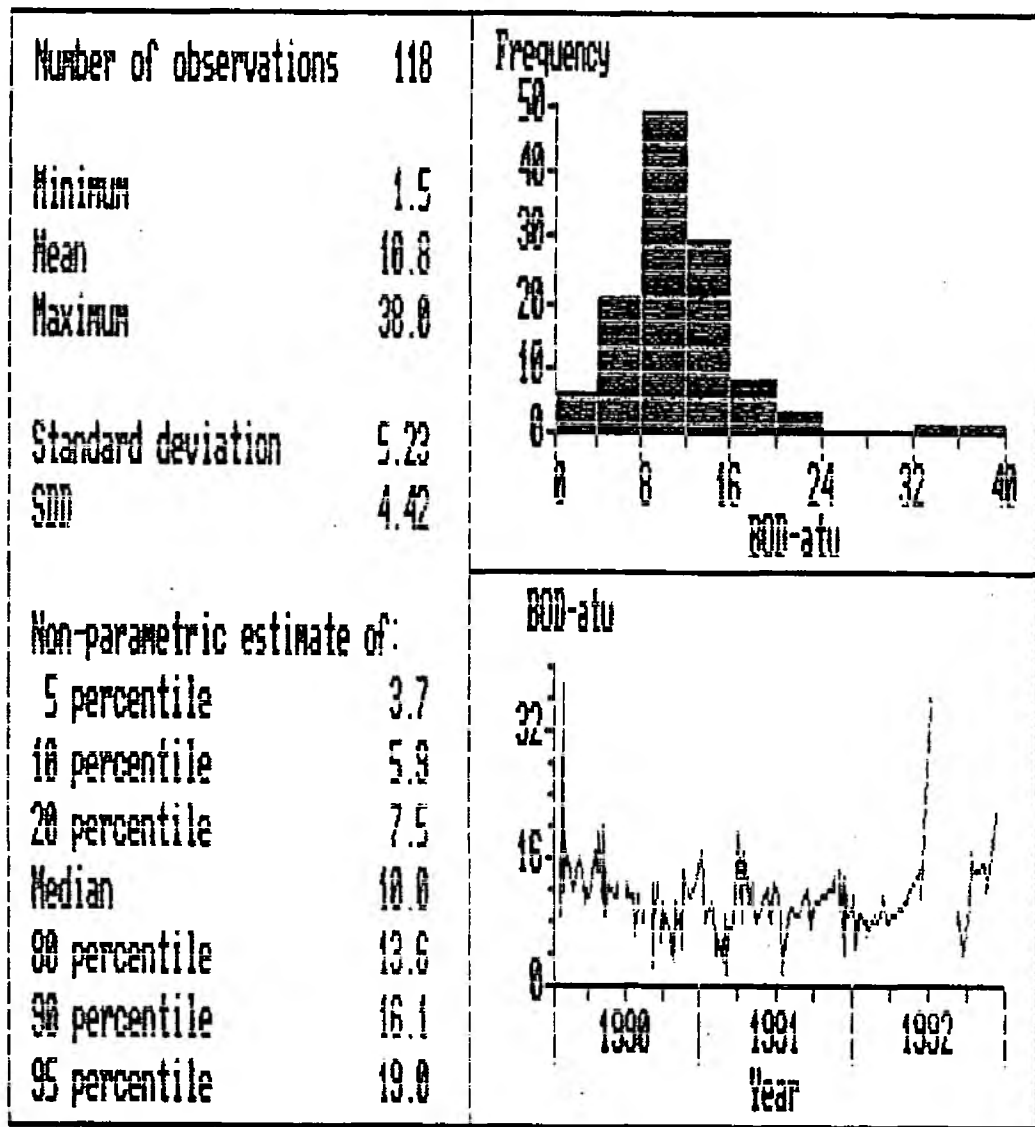 Number of observations 118
Minimum 1.5
Mean 10.8
Maximum 38.0
Standard deviation 5.23
SDD 4.42
Non-parametric estimate of:
5 percentile 3.7
10 percentile
20 percentile 7.5
Median 10.0
80 percentile 13.6
90 percentile 16.1
95 percentile 19.0
Frequency
50
40
30
20
10
0
0 8 16 24 32 40
BOD-atu
BOD-atu
32
16
0
1990 1991 1992
Year